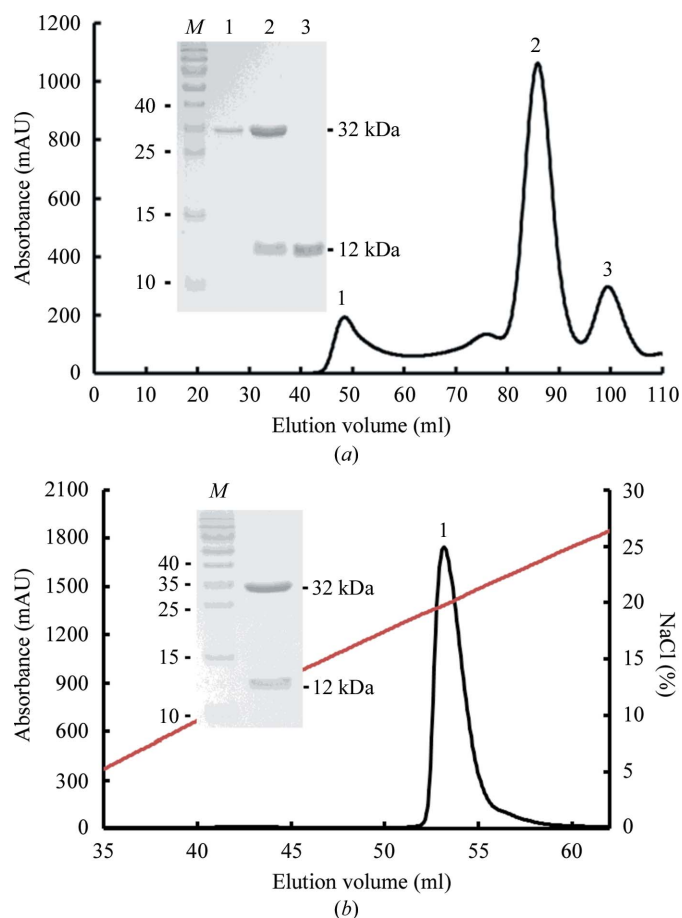 M 1 2 3
1200
1000
800
600
400
200
0
Absorbance (mAU)
40
25
15
10
32 kDa
12 kDa
1
2
3
0 10 20 30 40 50 60 70 80 90 100 110
Elution volume (ml)
(a)
M
2100
1800
1500
1200
900
600
300
0
Absorbance (mAU)
40
35
25
15
10
32 kDa
12 kDa
1
30
25
20
15
10
5
0
NaCl (%)
35 40 45 50 55 60
Elution volume (ml)
(b)